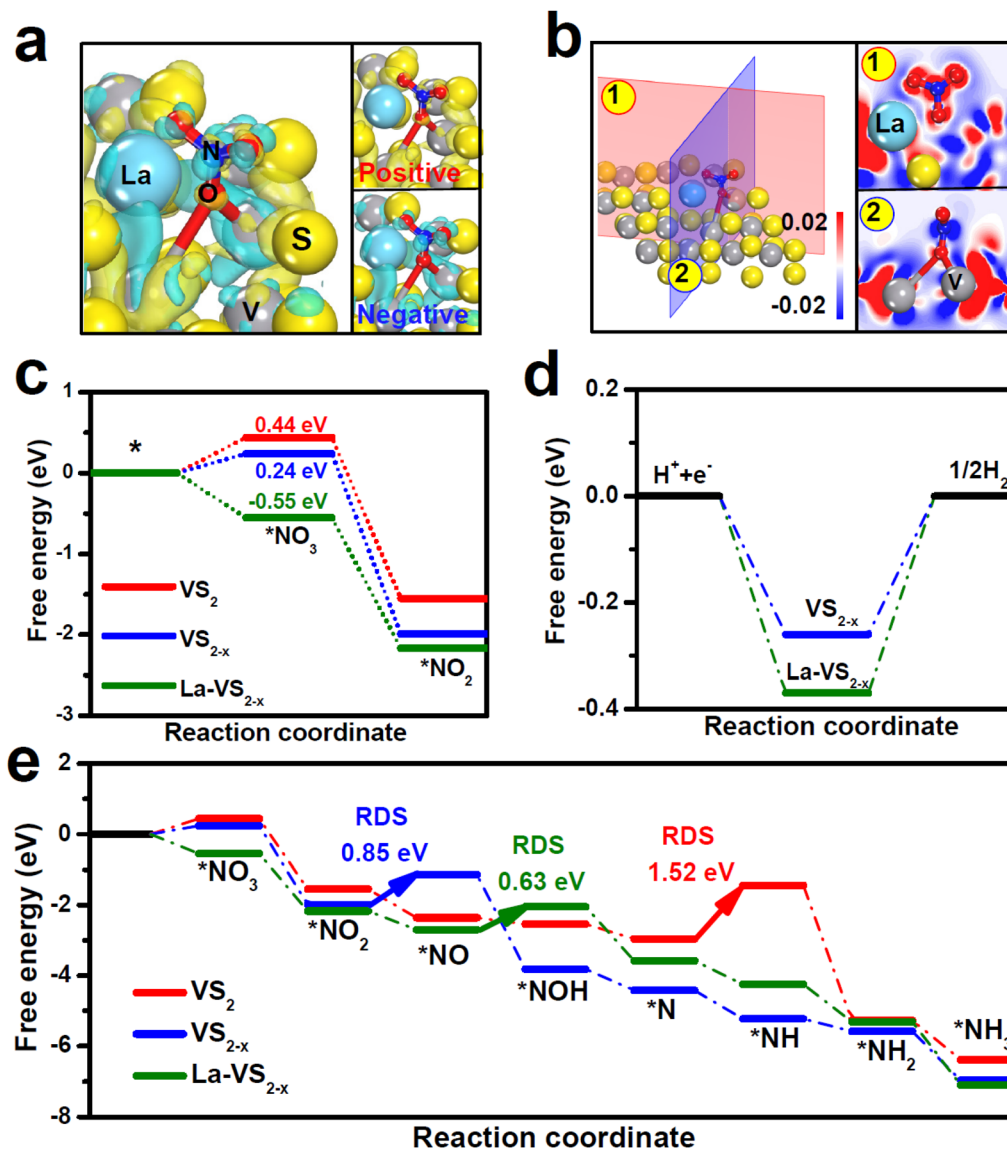 a
La
N
O
S
V
Positive
Negative
b
1
2
0.02
-0.02
1
La
2
V
c
Free energy (eV)
1
0
-1
-2
-3
*
0.44 eV
0.24 eV
-0.55 eV
*NO3
*NO2
VS2
VS2-x
La-VS2-x
Reaction coordinate
d
Free energy (eV)
0.2
0.0
-0.2
-0.4
H⁺+e⁻
1/2H2
VS2-x
La-VS2-x
Reaction coordinate
e
Free energy (eV)
2
0
-2
-4
-6
-8
RDS
0.85 eV
RDS
0.63 eV
RDS
1.52 eV
*NO3
*NO2
*NO
*NOH
*N
*NH
*NH2
*NH3
VS2
VS2-x
La-VS2-x
Reaction coordinate